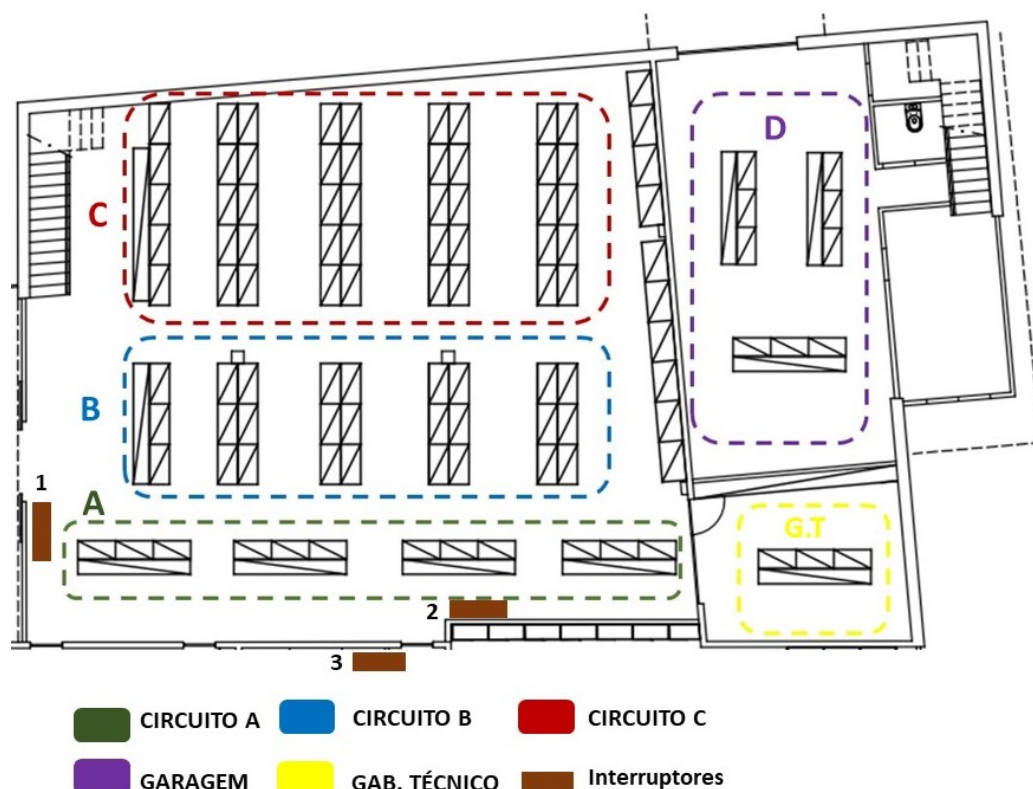 D
C
B
1
A
G.T
2
3
CIRCUITO A
CIRCUITO B
CIRCUITO C
GARAGEM
GAB. TÉCNICO
Interruptores